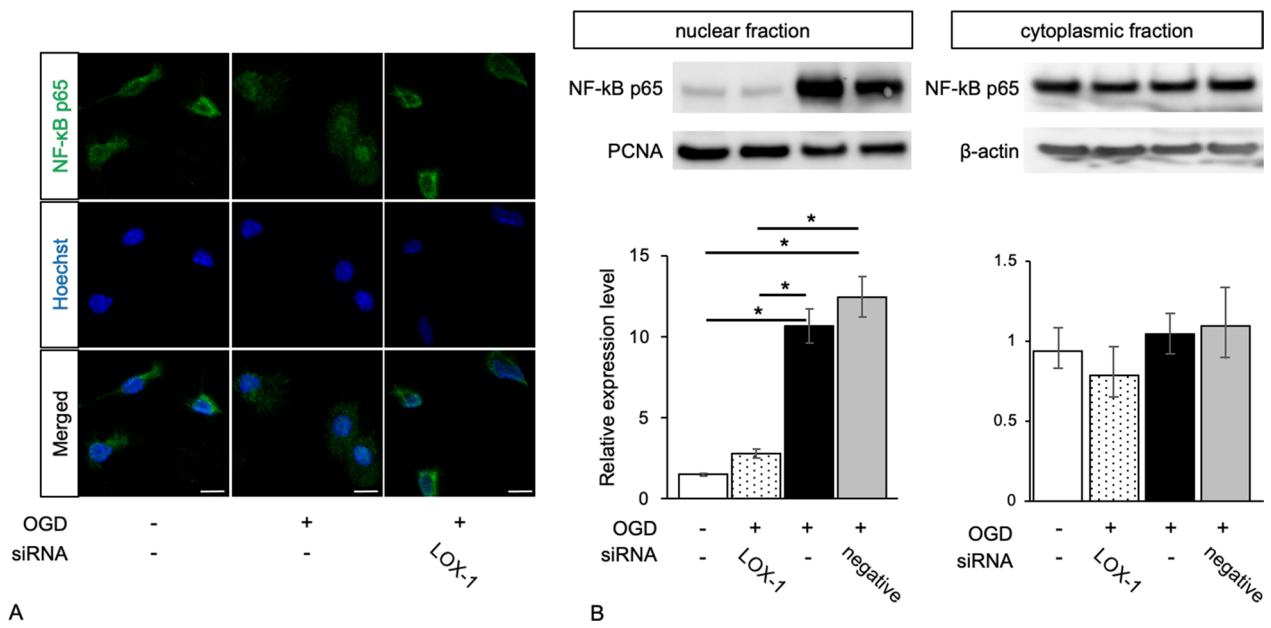 NF-κB p65
Hoechst
Merged
OGD - + +
siRNA - - LOX-1
A
nuclear fraction
NF-kB p65
PCNA
Relative expression level
15
10
5
0
* 
*
*
*
OGD - + + +
siRNA - LOX-1 - negative
cytoplasmic fraction
NF-kB p65
β-actin
1.5
1
0.5
0
OGD - + + +
siRNA - LOX-1 - negative
B